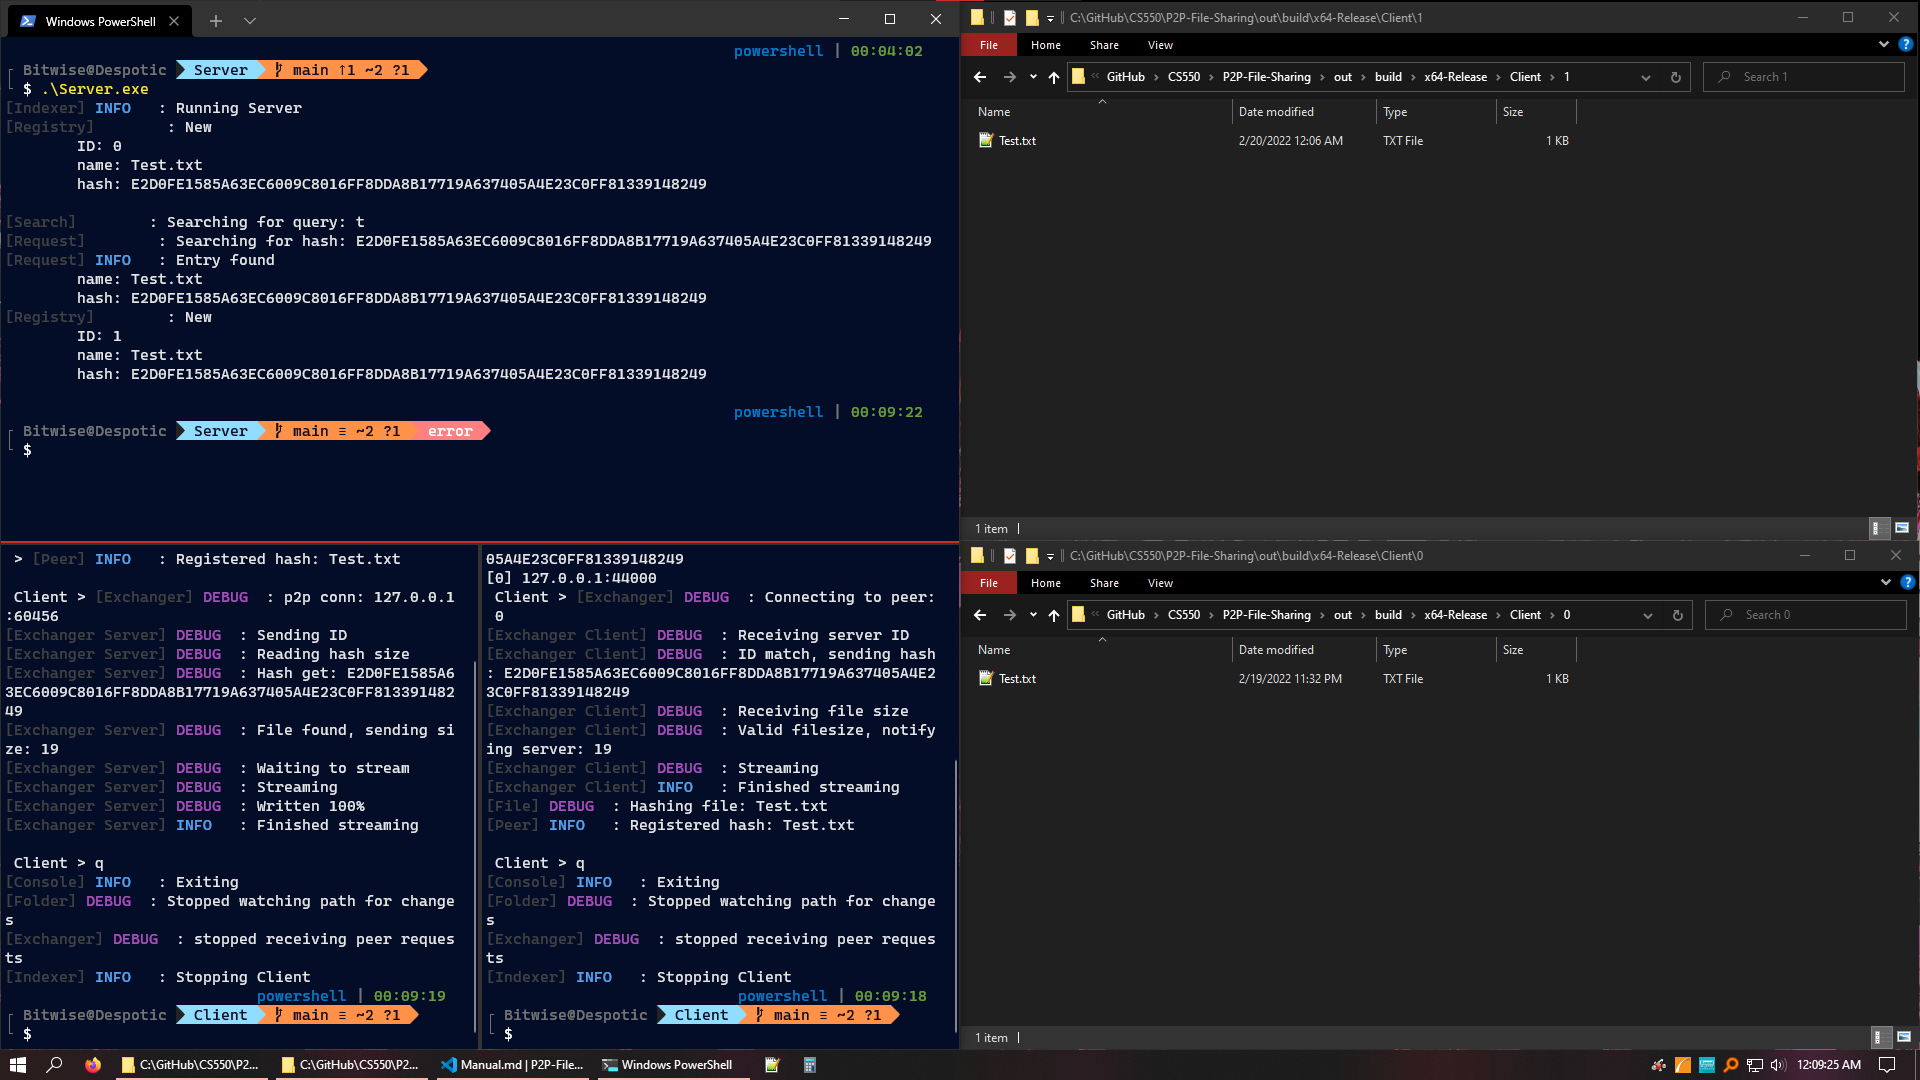 Windows PowerShell
powershell | 00:04:02
Bitwise@Despotic Server main ↑1 ~2 ?1
$ .\Server.exe
[Indexer] INFO : Running Server
[Registry] : New
ID: 0
name: Test.txt
hash: E2D0FE1585A63EC6009C8016FF8DDA8B17719A637405A4E23C0FF81339148249
[Search] : Searching for query: t
[Request] : Searching for hash: E2D0FE1585A63EC6009C8016FF8DDA8B17719A637405A4E23C0FF81339148249
[Request] INFO : Entry found
name: Test.txt
hash: E2D0FE1585A63EC6009C8016FF8DDA8B17719A637405A4E23C0FF81339148249
[Registry] : New
ID: 1
name: Test.txt
hash: E2D0FE1585A63EC6009C8016FF8DDA8B17719A637405A4E23C0FF81339148249
powershell | 00:09:22
Bitwise@Despotic Server main ≡ ~2 ?1 error
$
> [Peer] INFO : Registered hash: Test.txt
Client > [Exchanger] DEBUG : p2p conn: 127.0.0.1
:60456
[Exchanger Server] DEBUG : Sending ID
[Exchanger Server] DEBUG : Reading hash size
[Exchanger Server] DEBUG : Hash get: E2D0FE1585A6
3EC6009C8016FF8DDA8B17719A637405A4E23C0FF813391482
49
[Exchanger Server] DEBUG : File found, sending si
ze: 19
[Exchanger Server] DEBUG : Waiting to stream
[Exchanger Server] DEBUG : Streaming
[Exchanger Server] DEBUG : Written 100%
[Exchanger Server] INFO : Finished streaming
Client > q
[Console] INFO : Exiting
[Folder] DEBUG : Stopped watching path for change
s
[Exchanger] DEBUG : stopped receiving peer reques
ts
[Indexer] INFO : Stopping Client
powershell | 00:09:19
Bitwise@Despotic Client main ≡ ~2 ?1
$
05A4E23C0FF81339148249
[0] 127.0.0.1:44000
Client > [Exchanger] DEBUG : Connecting to peer:
0
[Exchanger Client] DEBUG : Receiving server ID
[Exchanger Client] DEBUG : ID match, sending hash
: E2D0FE1585A63EC6009C8016FF8DDA8B17719A637405A4E2
3C0FF81339148249
[Exchanger Client] DEBUG : Receiving file size
[Exchanger Client] DEBUG : Valid filesize, notify
ing server: 19
[Exchanger Client] DEBUG : Streaming
[Exchanger Client] INFO : Finished streaming
[File] DEBUG : Hashing file: Test.txt
[Peer] INFO : Registered hash: Test.txt
Client > q
[Console] INFO : Exiting
[Folder] DEBUG : Stopped watching path for change
s
[Exchanger] DEBUG : stopped receiving peer reques
ts
[Indexer] INFO : Stopping Client
powershell | 00:09:18
Bitwise@Despotic Client main ≡ ~2 ?1
$
C:\GitHub\CS550\P2P-File-Sharing\out\build\x64-Release\Client\1
File Home Share View
« GitHub > CS550 > P2P-File-Sharing > out > build > x64-Release > Client > 1
Search 1
Name Date modified Type Size
Test.txt 2/20/2022 12:06 AM TXT File 1 KB
1 item
C:\GitHub\CS550\P2P-File-Sharing\out\build\x64-Release\Client\0
File Home Share View
« GitHub > CS550 > P2P-File-Sharing > out > build > x64-Release > Client > 0
Search 0
Name Date modified Type Size
Test.txt 2/19/2022 11:32 PM TXT File 1 KB
1 item
C:\GitHub\CS550\P2... C:\GitHub\CS550\P2... Manual.md | P2P-File... Windows PowerShell 12:09:25 AM